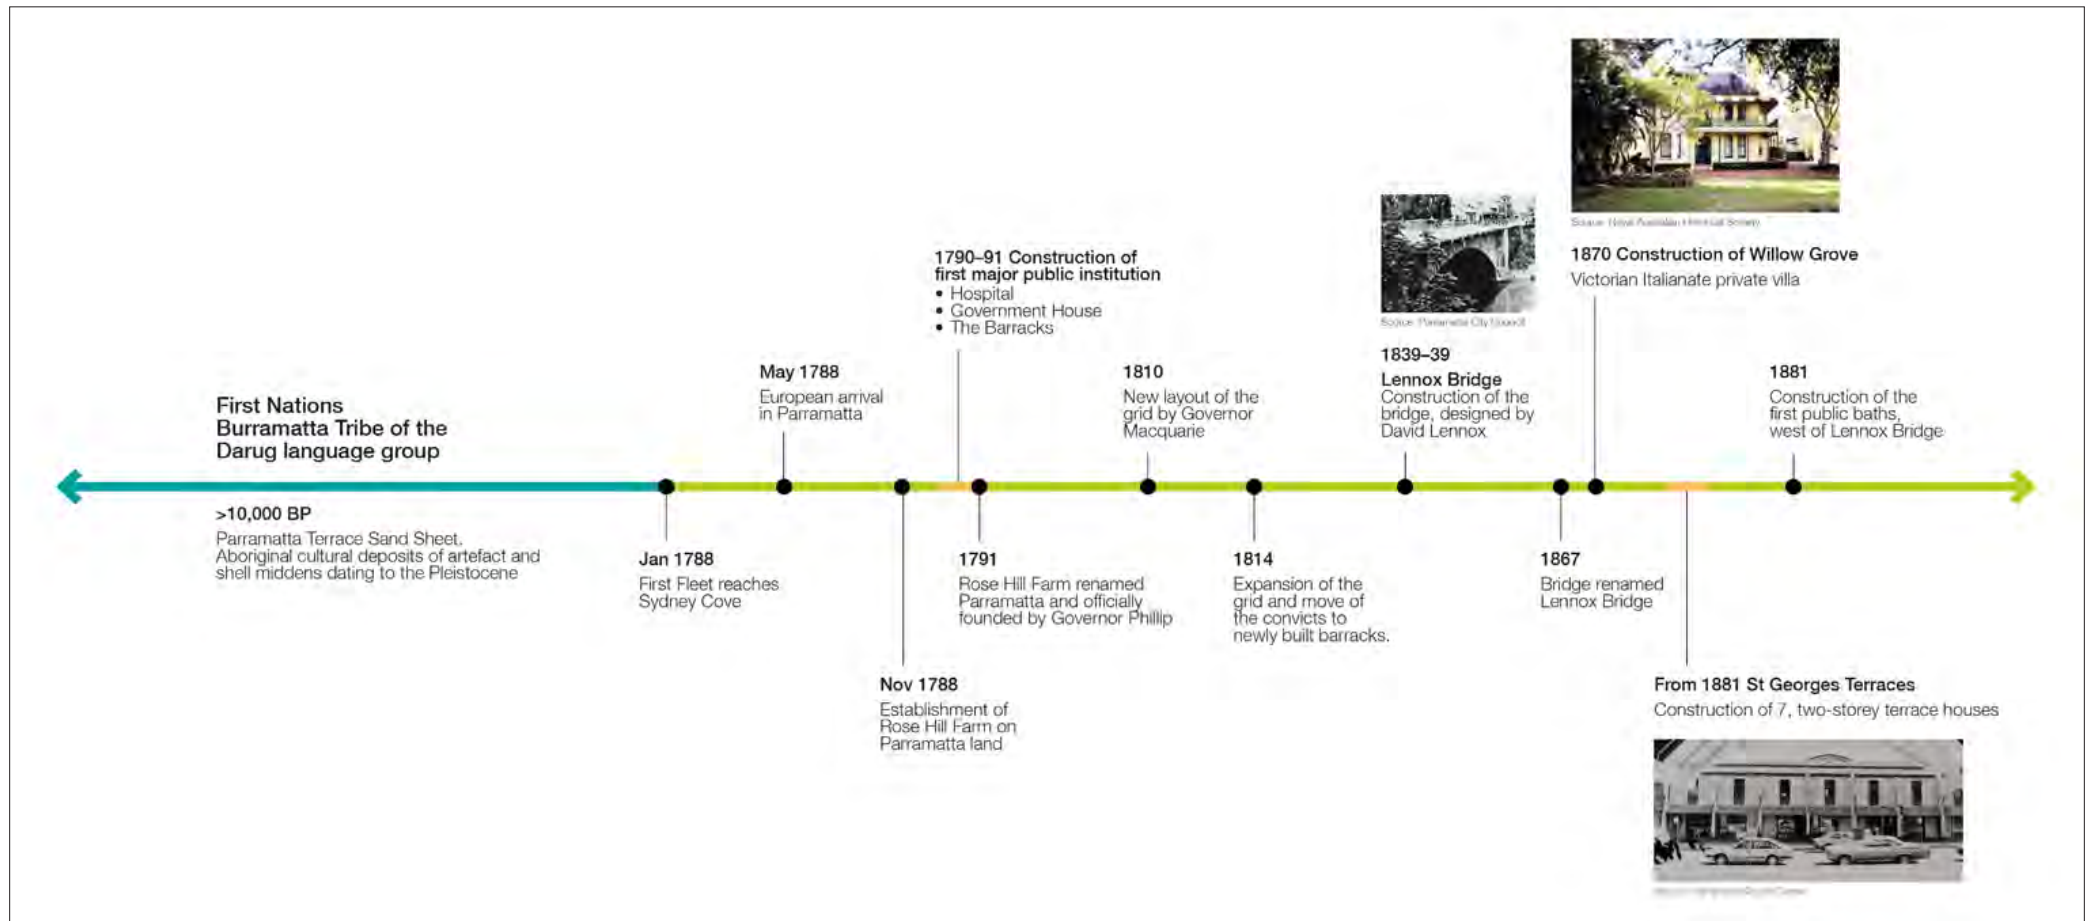 First Nations
Burramatta Tribe of the
Darug language group
>10,000 BP
Parramatta Terrace Sand Sheet.
Aboriginal cultural deposits of artefact and
shell middens dating to the Pleistocene
Jan 1788
First Fleet reaches
Sydney Cove
May 1788
European arrival
in Parramatta
Nov 1788
Establishment of
Rose Hill Farm on
Parramatta land
1790–91 Construction of
first major public institution
• Hospital
• Government House
• The Barracks
1791
Rose Hill Farm renamed
Parramatta and officially
founded by Governor Phillip
1810
New layout of the
grid by Governor
Macquarie
1814
Expansion of the
grid and move of
the convicts to
newly built barracks.
Source: Parramatta City Council
1839–39
Lennox Bridge
Construction of the
bridge, designed by
David Lennox
1867
Bridge renamed
Lennox Bridge
Source: Australian Historical Society
1870 Construction of Willow Grove
Victorian Italianate private villa
From 1881 St Georges Terraces
Construction of 7, two-storey terrace houses
1881
Construction of the
first public baths,
west of Lennox Bridge